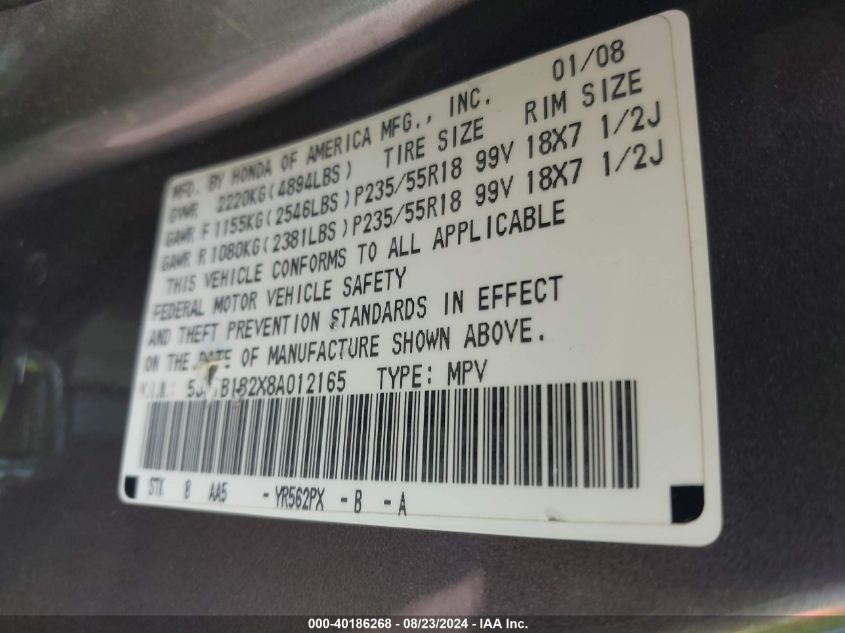 MFD. BY HONDA OF AMERICA MFG., INC. 01/08
GVWR 2220KG(4894LBS) TIRE SIZE RIM SIZE
GAWR F1155KG(2546LBS)P235/55R18 99V 18X7 1/2J
GAWR R1080KG(2381LBS)P235/55R18 99V 18X7 1/2J
THIS VEHICLE CONFORMS TO ALL APPLICABLE
FEDERAL MOTOR VEHICLE SAFETY
AND THEFT PREVENTION STANDARDS IN EFFECT
ON THE DATE OF MANUFACTURE SHOWN ABOVE.
V.I.N.: TYPE: MPV
STK 8 AA5 -YR562PX -B -A
000-40186268 - 08/23/2024 - IAA Inc.